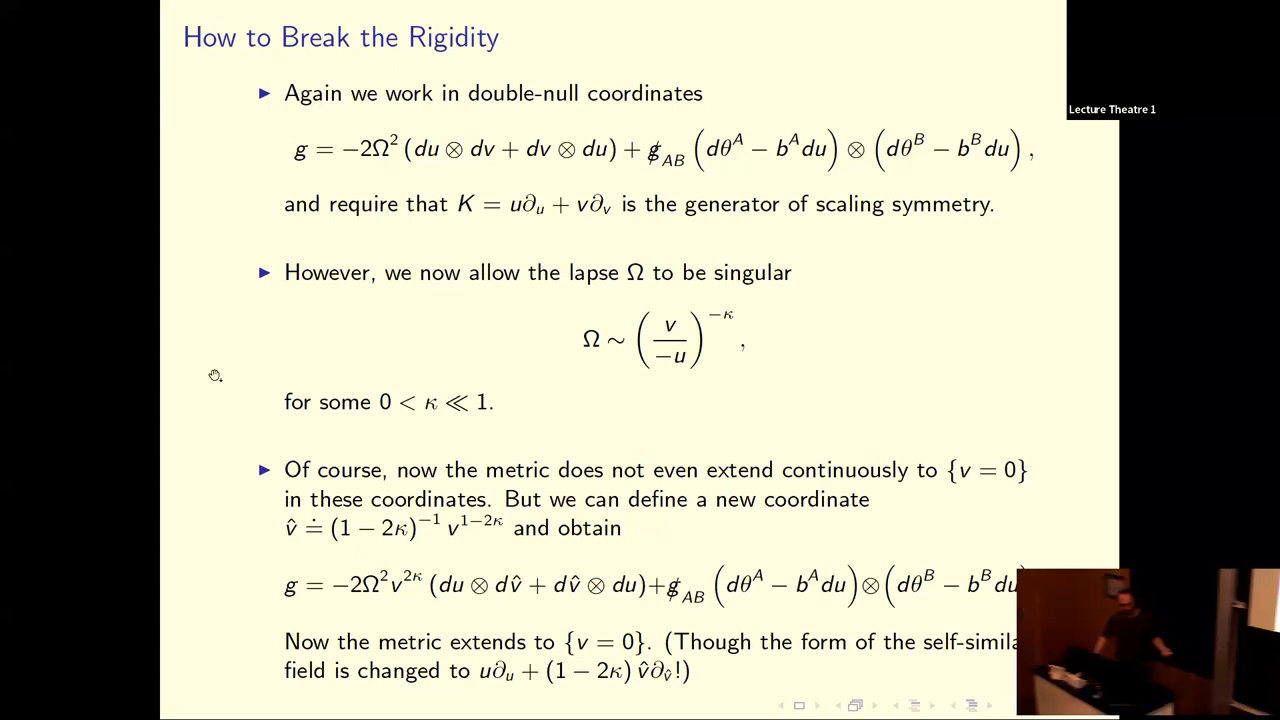 How to Break the Rigidity
▶ Again we work in double-null coordinates
g = −2Ω² (du ⊗ dv + dv ⊗ du) + g̸_AB (dθ^A − b^A du) ⊗ (dθ^B − b^B du),
Lecture Theatre 1
and require that K = u∂_u + v∂_v is the generator of scaling symmetry.
▶ However, we now allow the lapse Ω to be singular
Ω ∼ (v/−u)^−κ,
for some 0 < κ ≪ 1.
▶ Of course, now the metric does not even extend continuously to {v = 0}
in these coordinates. But we can define a new coordinate
v̂ ≐ (1 − 2κ)^−1 v^1−2κ and obtain
g = −2Ω²v^2κ (du ⊗ dv̂ + dv̂ ⊗ du)+g̸_AB (dθ^A − b^A du)⊗(dθ^B − b^B du
Now the metric extends to {v = 0}. (Though the form of the self-simila
field is changed to u∂_u + (1 − 2κ) v̂∂_v̂!)